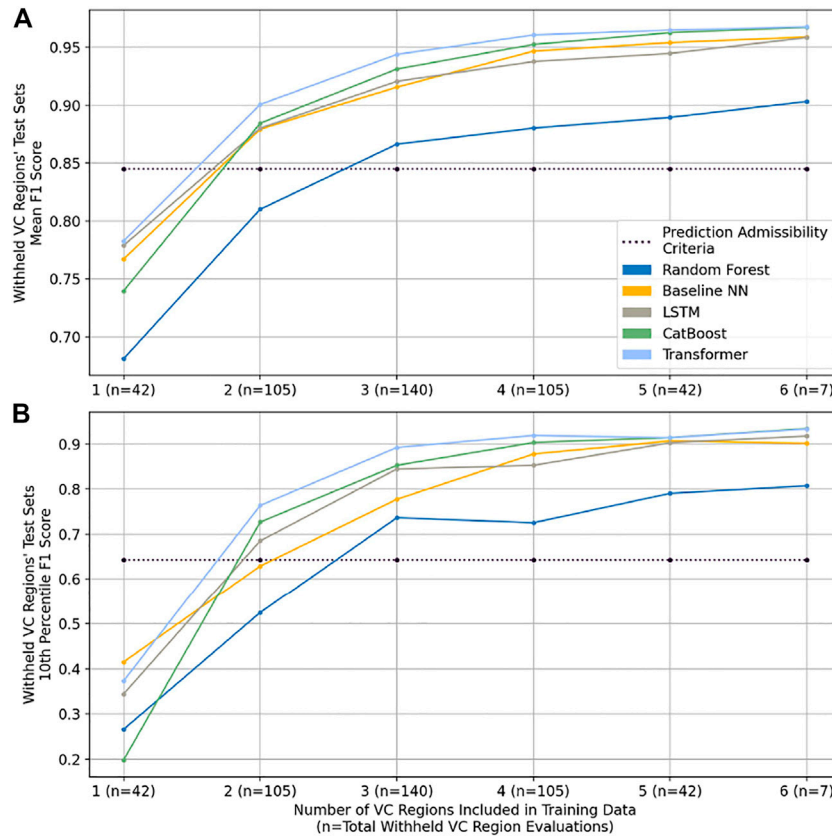 A
Withheld VC Regions' Test Sets
Mean F1 Score
0.95
0.90
0.85
0.80
0.75
0.70
Prediction Admissibility
Criteria
Random Forest
Baseline NN
LSTM
CatBoost
Transformer
1 (n=42)
2 (n=105)
3 (n=140)
4 (n=105)
5 (n=42)
6 (n=7)
B
Withheld VC Regions' Test Sets
10th Percentile F1 Score
0.9
0.8
0.7
0.6
0.5
0.4
0.3
0.2
1 (n=42)
2 (n=105)
3 (n=140)
4 (n=105)
5 (n=42)
6 (n=7)
Number of VC Regions Included in Training Data
(n=Total Withheld VC Region Evaluations)